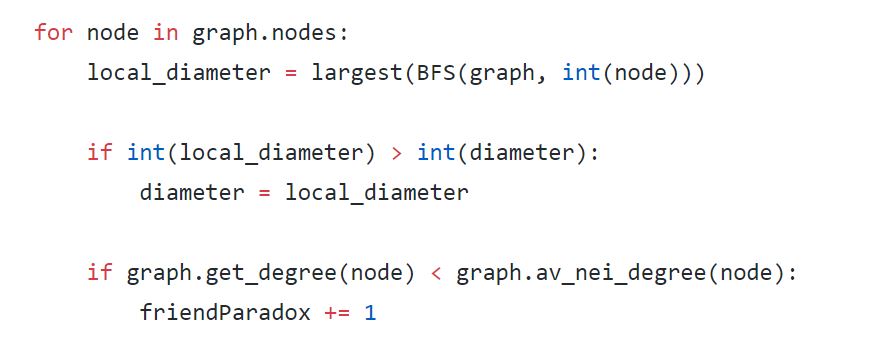 for node in graph.nodes:
local_diameter = largest(BFS(graph, int(node)))
if int(local_diameter) > int(diameter):
diameter = local_diameter
if graph.get_degree(node) < graph.av_nei_degree(node):
friendParadox += 1